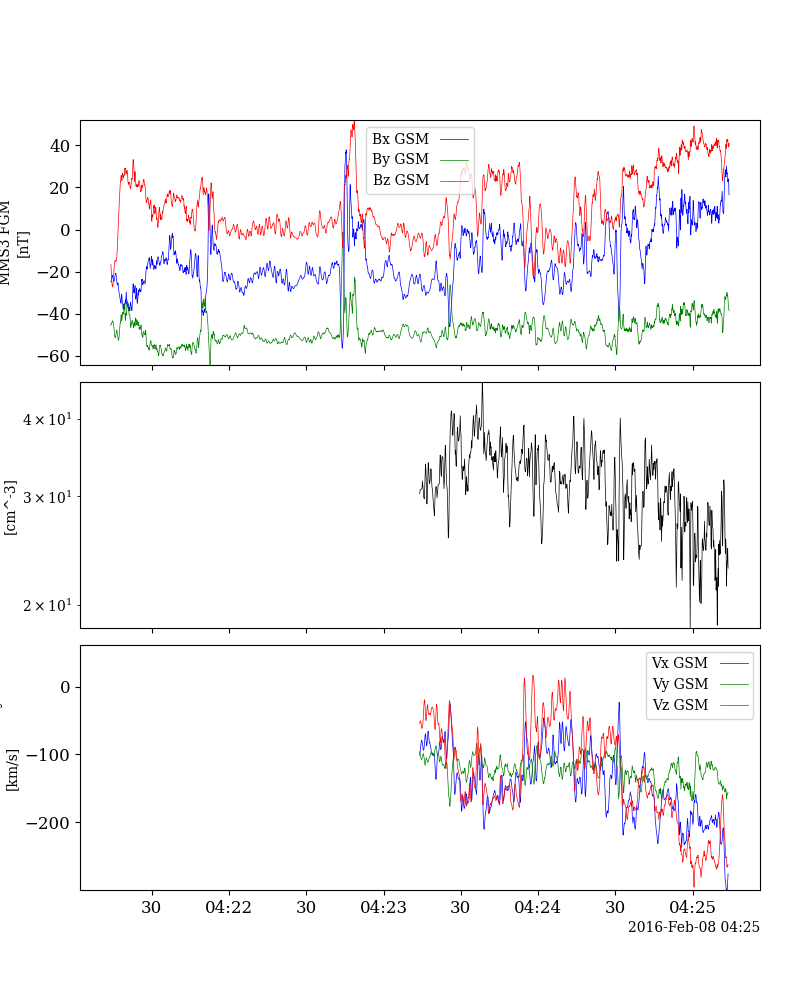 MMS3 FGM
[nT]
40
20
0
−20
−40
−60
Bx GSM
By GSM
Bz GSM
[cm^-3]
4×10¹
3×10¹
2×10¹
[km/s]
0
−100
−200
Vx GSM
Vy GSM
Vz GSM
30 04:22 30 04:23 30 04:24 30 04:25
2016-Feb-08 04:25